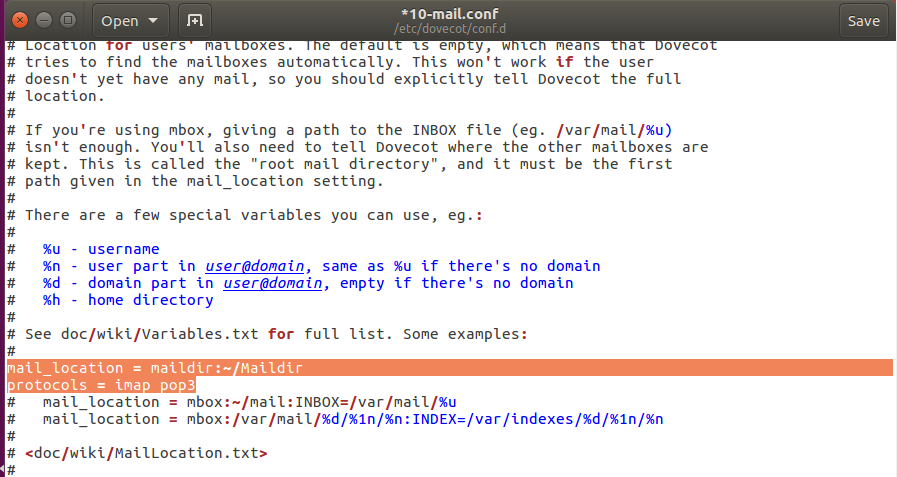 Open
*10-mail.conf
/etc/dovecot/conf.d
Save
# Location for users' mailboxes. The default is empty, which means that Dovecot
# tries to find the mailboxes automatically. This won't work if the user
# doesn't yet have any mail, so you should explicitly tell Dovecot the full
# location.
#
# If you're using mbox, giving a path to the INBOX file (eg. /var/mail/%u)
# isn't enough. You'll also need to tell Dovecot where the other mailboxes are
# kept. This is called the "root mail directory", and it must be the first
# path given in the mail_location setting.
#
# There are a few special variables you can use, eg.:
#
#   %u - username
#   %n - user part in user@domain, same as %u if there's no domain
#   %d - domain part in user@domain, empty if there's no domain
#   %h - home directory
#
# See doc/wiki/Variables.txt for full list. Some examples:
#
mail_location = maildir:~/Maildir
protocols = imap pop3
#   mail_location = mbox:~/mail:INBOX=/var/mail/%u
#   mail_location = mbox:/var/mail/%d/%1n/%n:INDEX=/var/indexes/%d/%1n/%n
#
# <doc/wiki/MailLocation.txt>
#